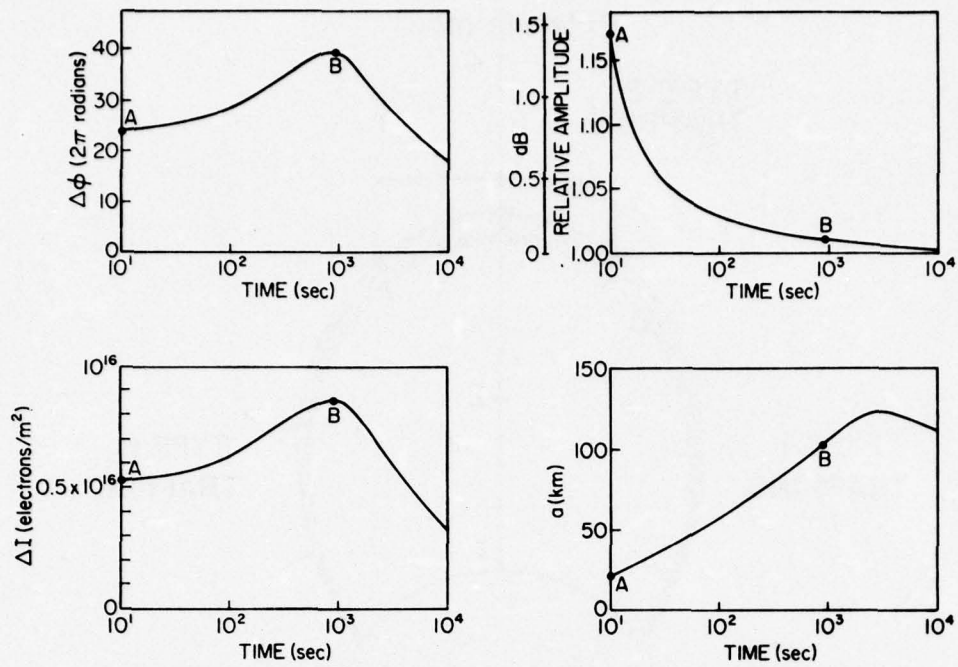 Δϕ (2π radians)
40
30
20
10
0
A
B
10¹ 10² 10³ 10⁴
TIME (sec)
dB
1.5
1.0
0.5
0
RELATIVE AMPLITUDE
1.15
1.10
1.05
1.00
A
B
10¹ 10² 10³ 10⁴
TIME (sec)
ΔI (electrons/m²)
10¹⁶
0.5x10¹⁶
0
A
B
10¹ 10² 10³ 10⁴
TIME (sec)
a(km)
150
100
50
0
A
B
10¹ 10² 10³ 10⁴
TIME (sec)